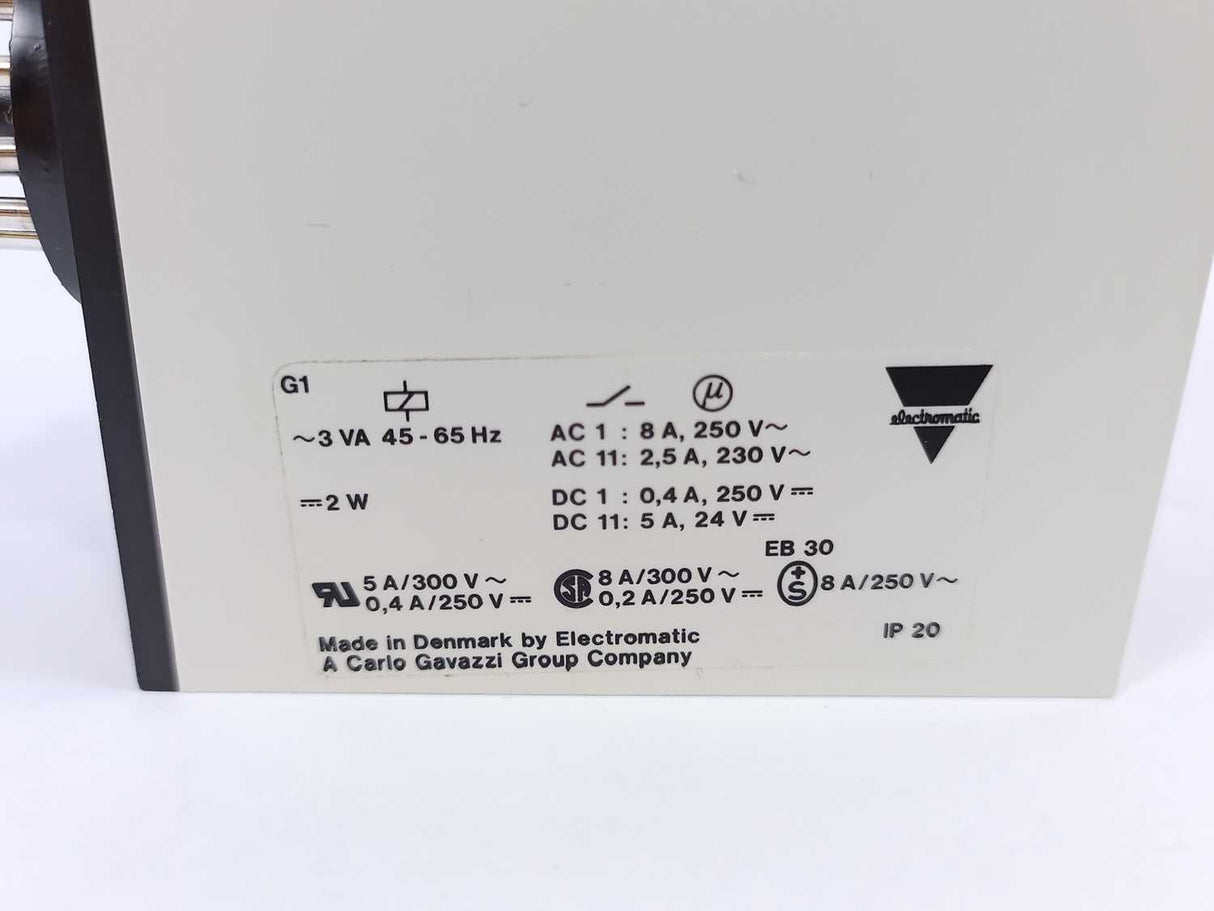 G1
μ
electromatic
~3 VA 45-65 Hz
AC 1 : 8 A, 250 V~
AC 11: 2,5 A, 230 V~
⎓2 W
DC 1 : 0,4 A, 250 V⎓
DC 11: 5 A, 24 V⎓
EB 30
RU 5 A/300 V~
0,4 A/250 V⎓
SA 8 A/300 V~
0,2 A/250 V⎓
+S 8 A/250 V~
Made in Denmark by Electromatic
A Carlo Gavazzi Group Company
IP 20